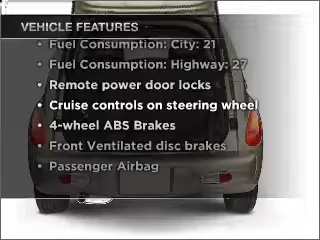 VEHICLE FEATURES
• Fuel Consumption: City: 21
• Fuel Consumption: Highway: 27
• Remote power door locks
• Cruise controls on steering wheel
• 4-wheel ABS Brakes
• Front Ventilated disc brakes
• Passenger Airbag